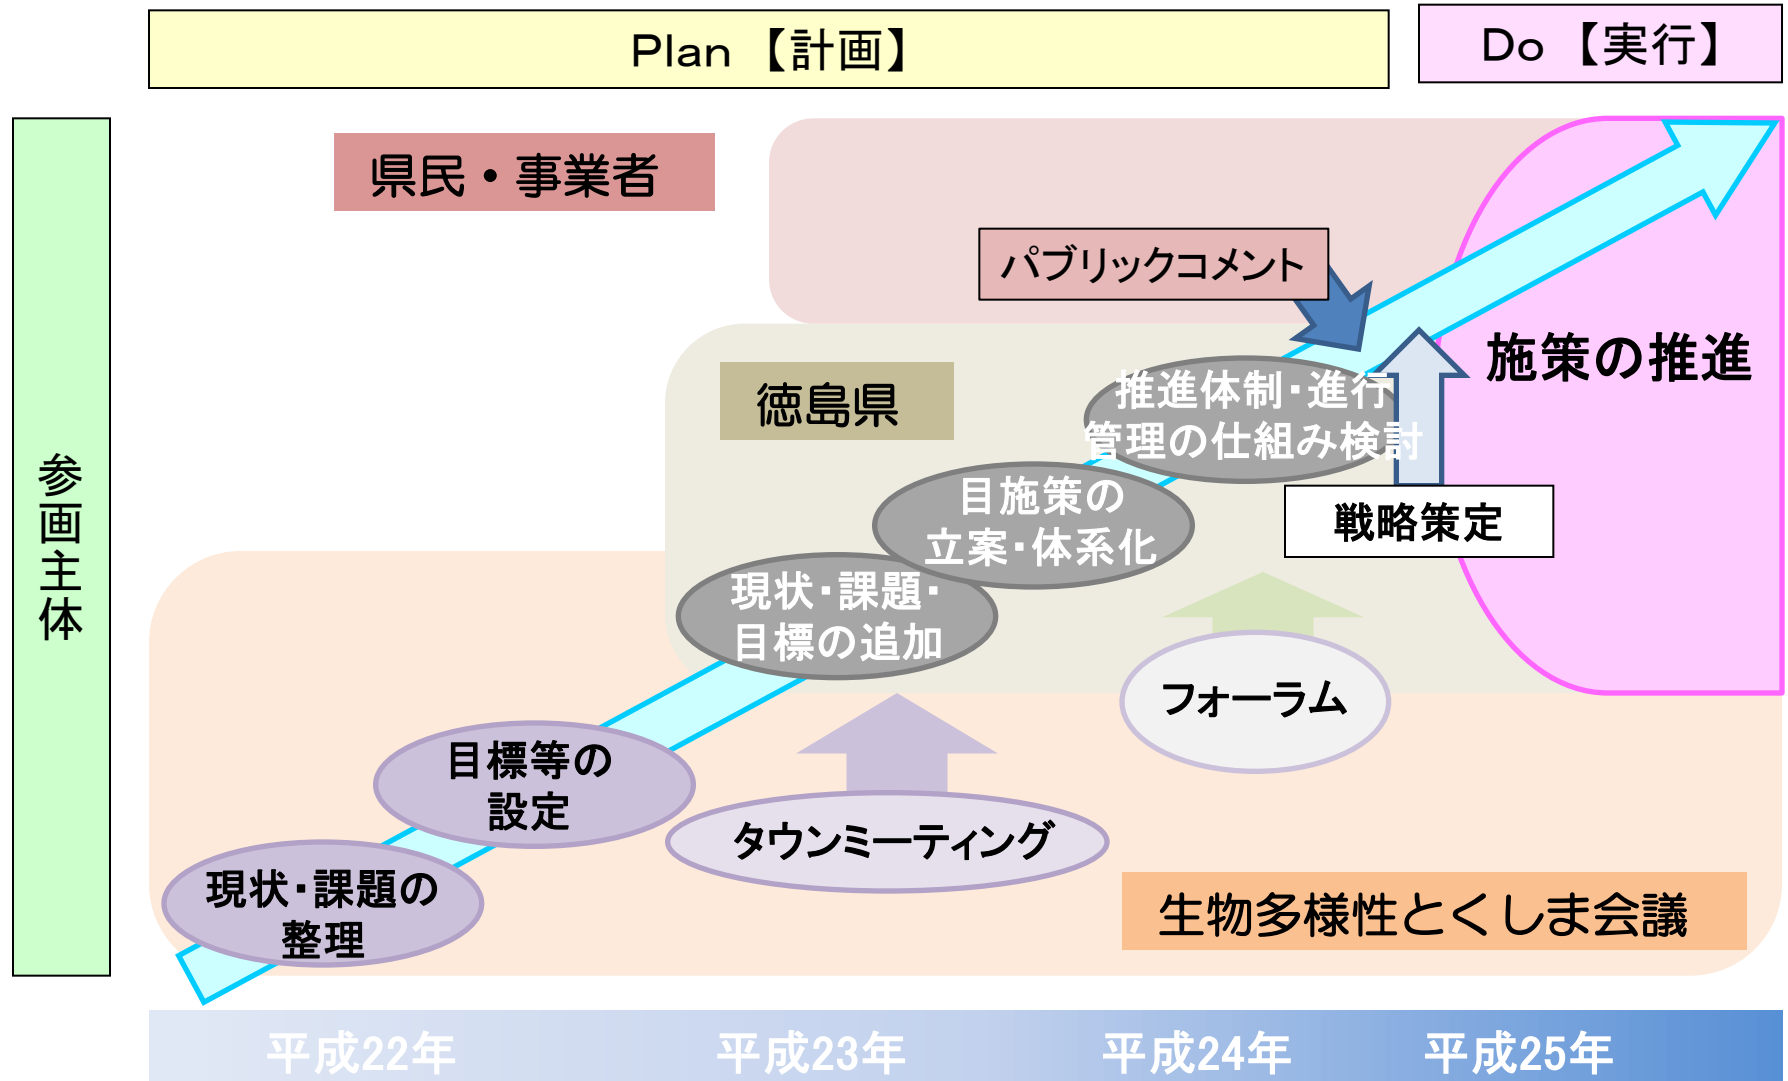 Plan 【計画】
Do 【実行】
県民・事業者
パブリックコメント
施策の推進
徳島県
推進体制・進行
管理の仕組み検討
目施策の
立案・体系化
戦略策定
参画主体
現状・課題・
目標の追加
フォーラム
目標等の
設定
タウンミーティング
現状・課題の
整理
生物多様性とくしま会議
平成22年
平成23年
平成24年
平成25年